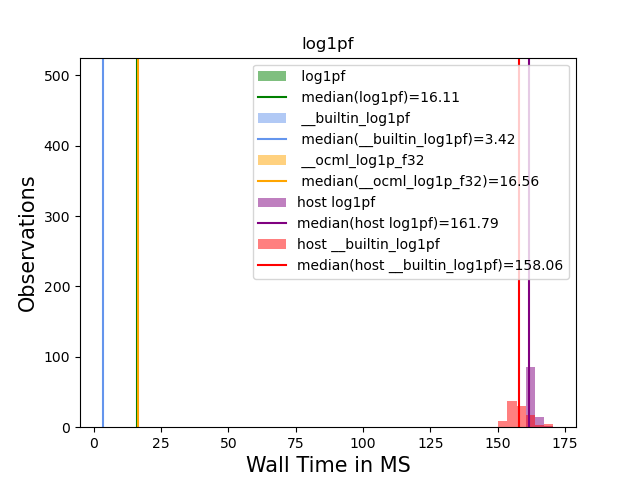 log1pf
500
400
300
200
100
0
Observations
log1pf
median(log1pf)=16.11
__builtin_log1pf
median(__builtin_log1pf)=3.42
__ocml_log1p_f32
median(__ocml_log1p_f32)=16.56
host log1pf
median(host log1pf)=161.79
host __builtin_log1pf
median(host __builtin_log1pf)=158.06
0 25 50 75 100 125 150 175
Wall Time in MS